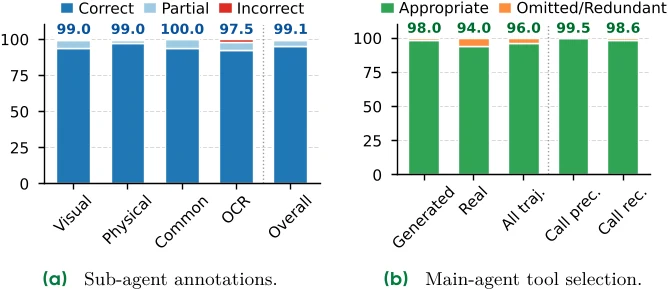 Correct Partial Incorrect
99.0 99.0 100.0 97.5 99.1
100
75
50
25
0
Visual Physical Common OCR Overall
(a) Sub-agent annotations.
Appropriate Omitted/Redundant
98.0 94.0 96.0 99.5 98.6
100
75
50
25
0
Generated Real All traj. Call prec. Call rec.
(b) Main-agent tool selection.